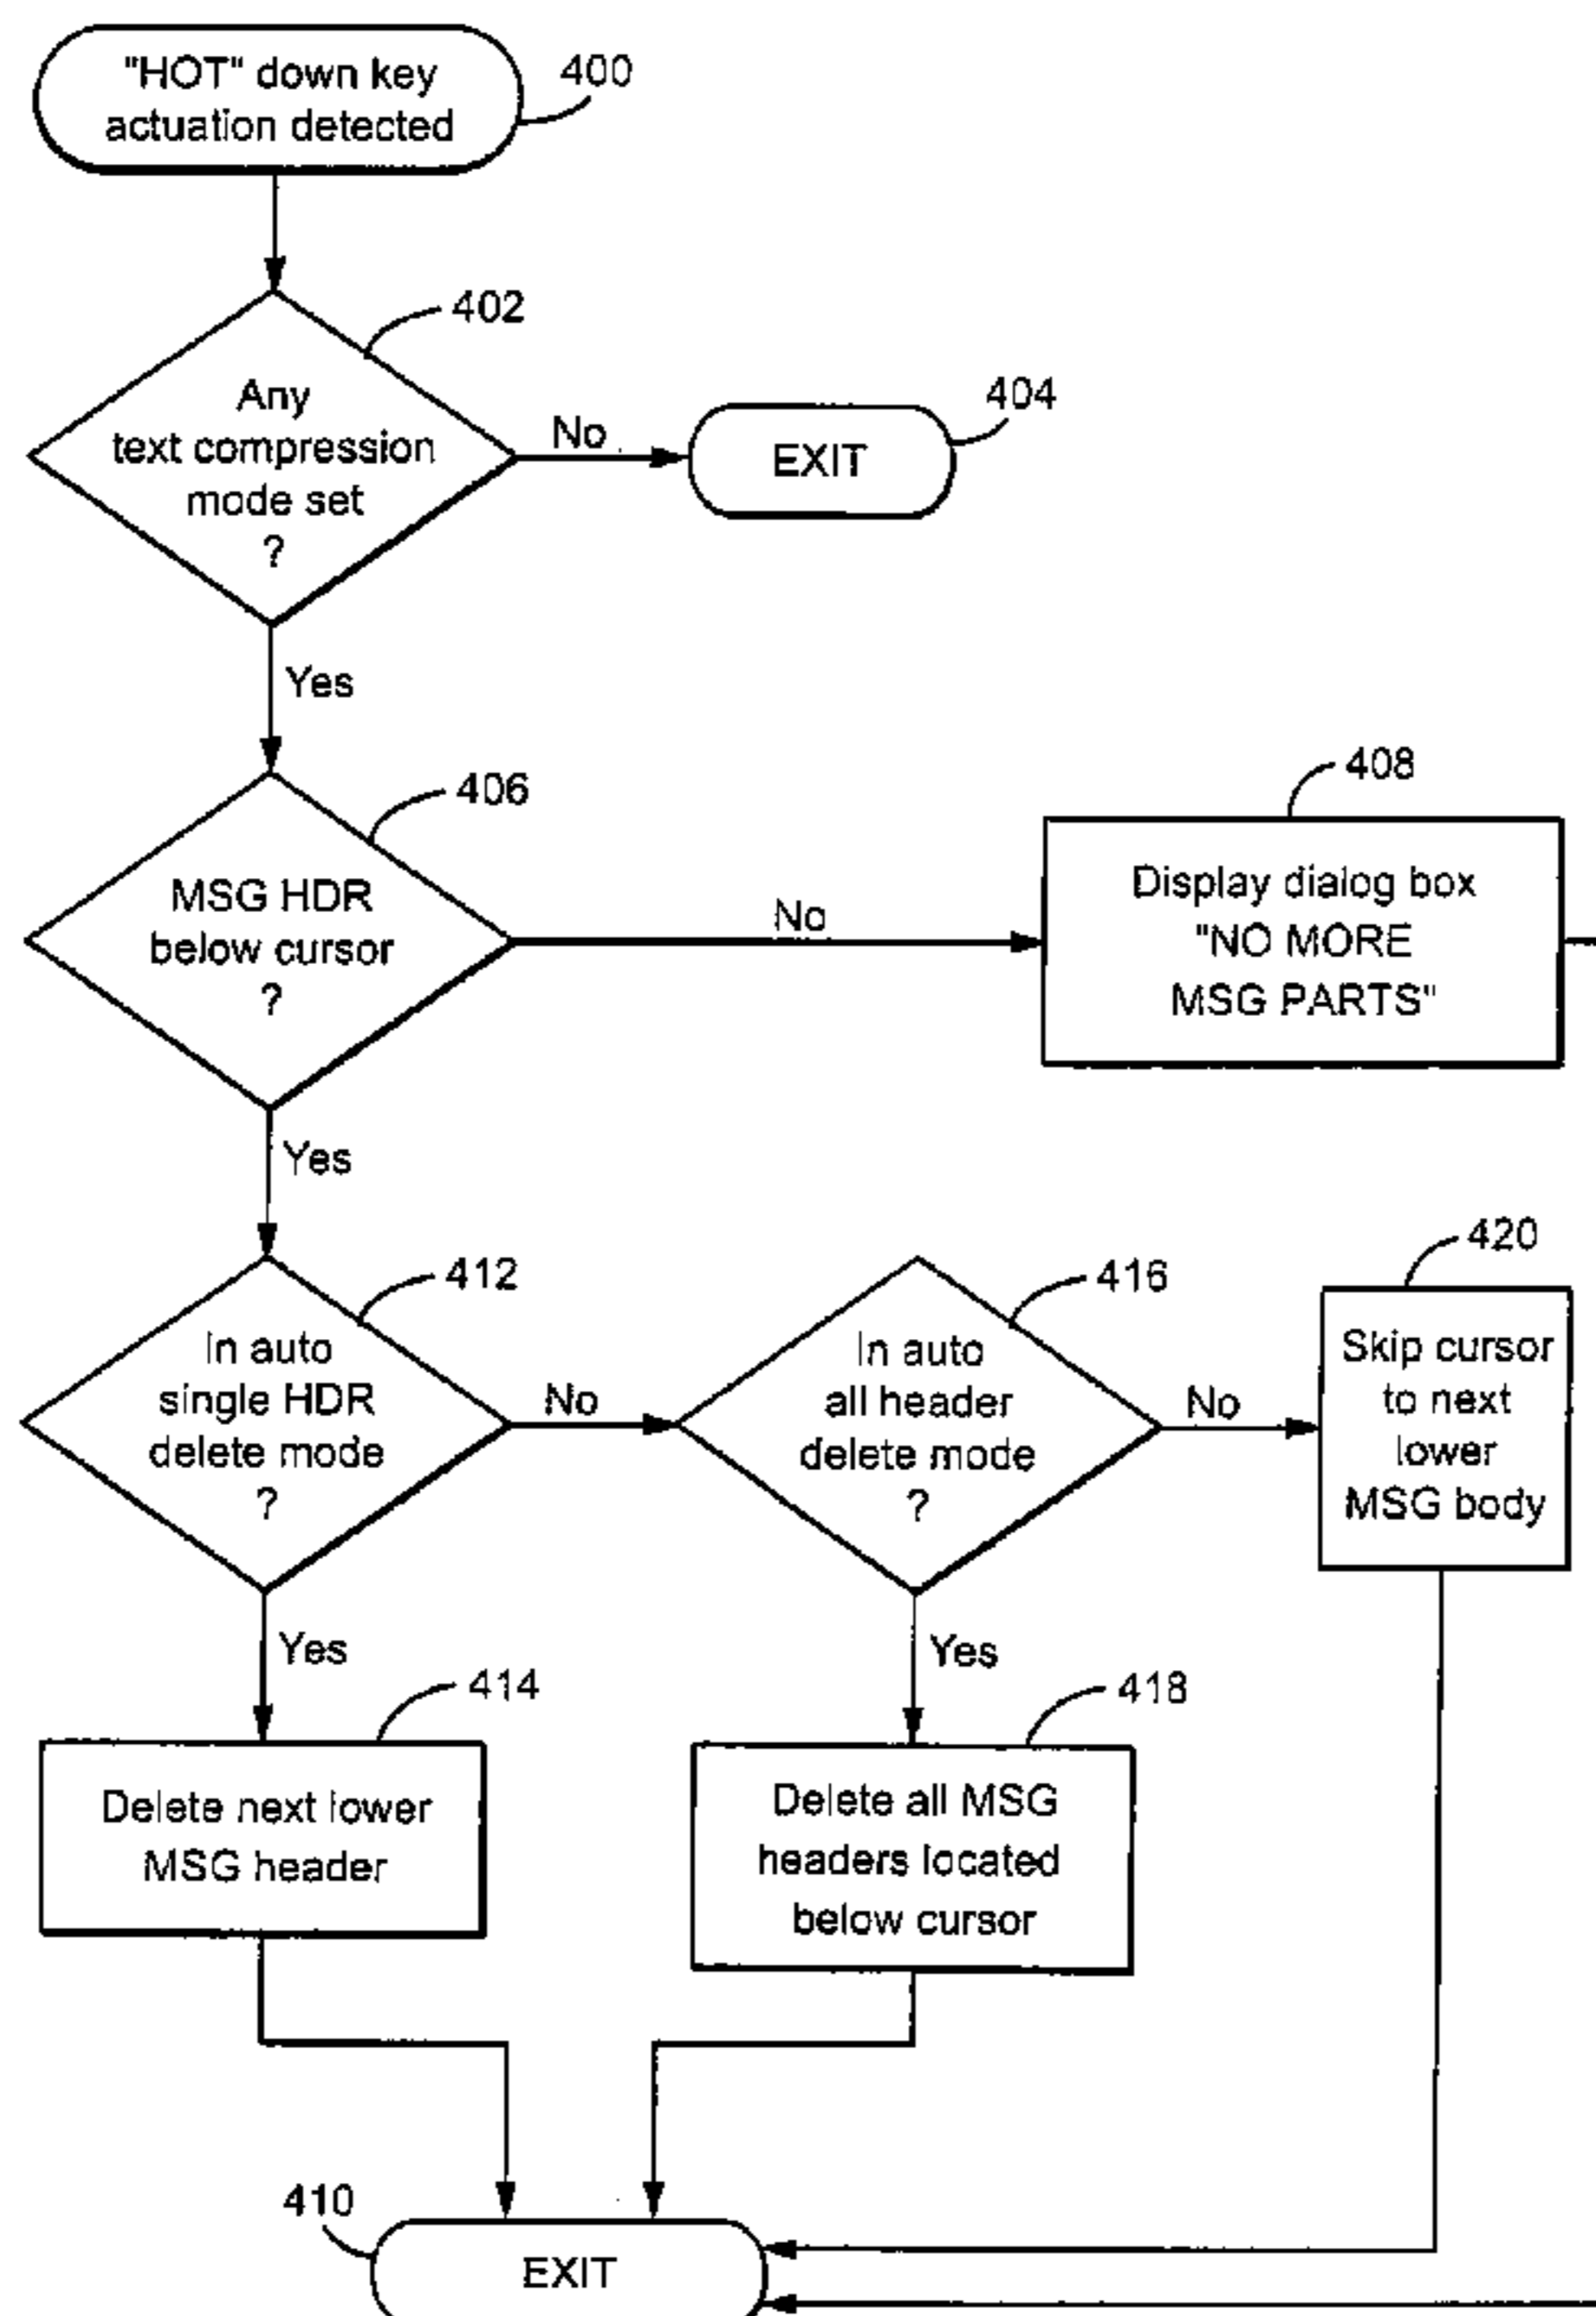 "HOT" down key
actuation detected
400
402
Any
text compression
mode set
?
No
EXIT
404
Yes
406
MSG HDR
below cursor
?
No
408
Display dialog box
"NO MORE
MSG PARTS"
Yes
412
In auto
single HDR
delete mode
?
No
416
In auto
all header
delete mode
?
No
420
Skip cursor
to next
lower
MSG body
Yes
414
Delete next lower
MSG header
Yes
418
Delete all MSG
headers located
below cursor
410
EXIT